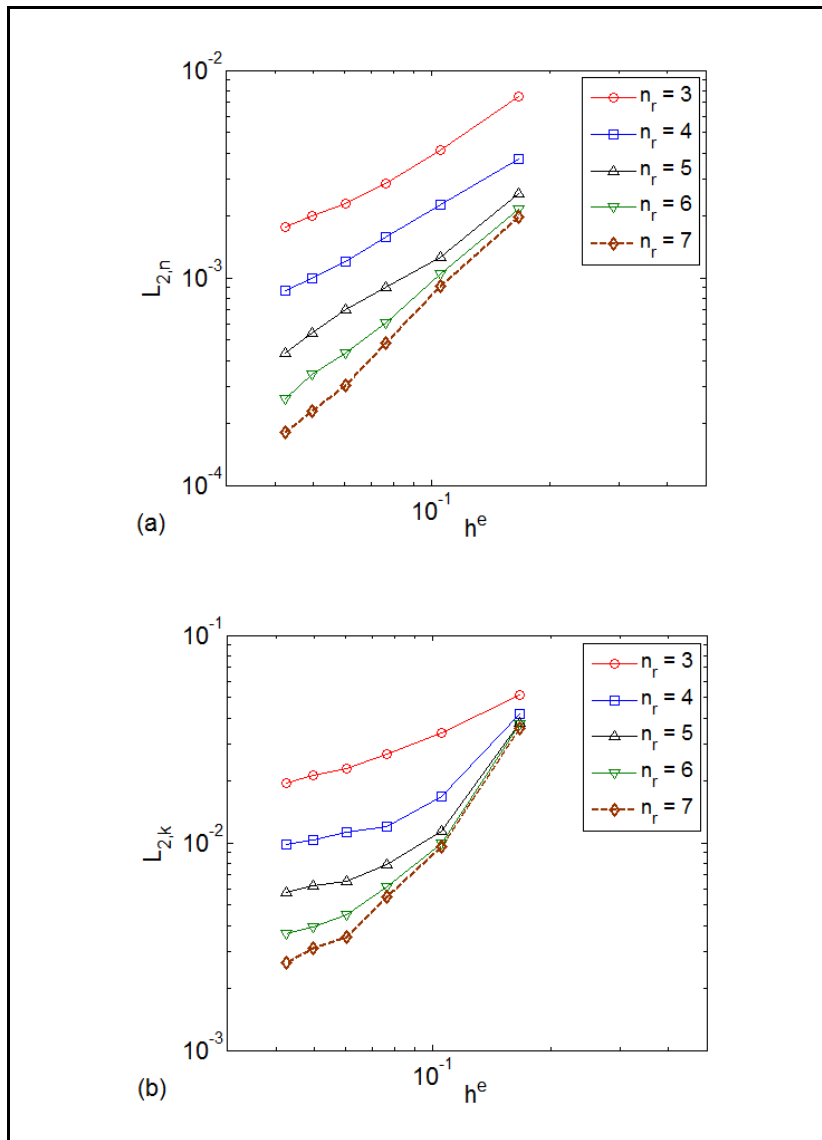 10^-2
n_r = 3
n_r = 4
n_r = 5
n_r = 6
n_r = 7
L_2,n
10^-3
10^-4
10^-1
(a)
h^e
10^-1
n_r = 3
n_r = 4
n_r = 5
n_r = 6
n_r = 7
L_2,k
10^-2
10^-3
10^-1
(b)
h^e